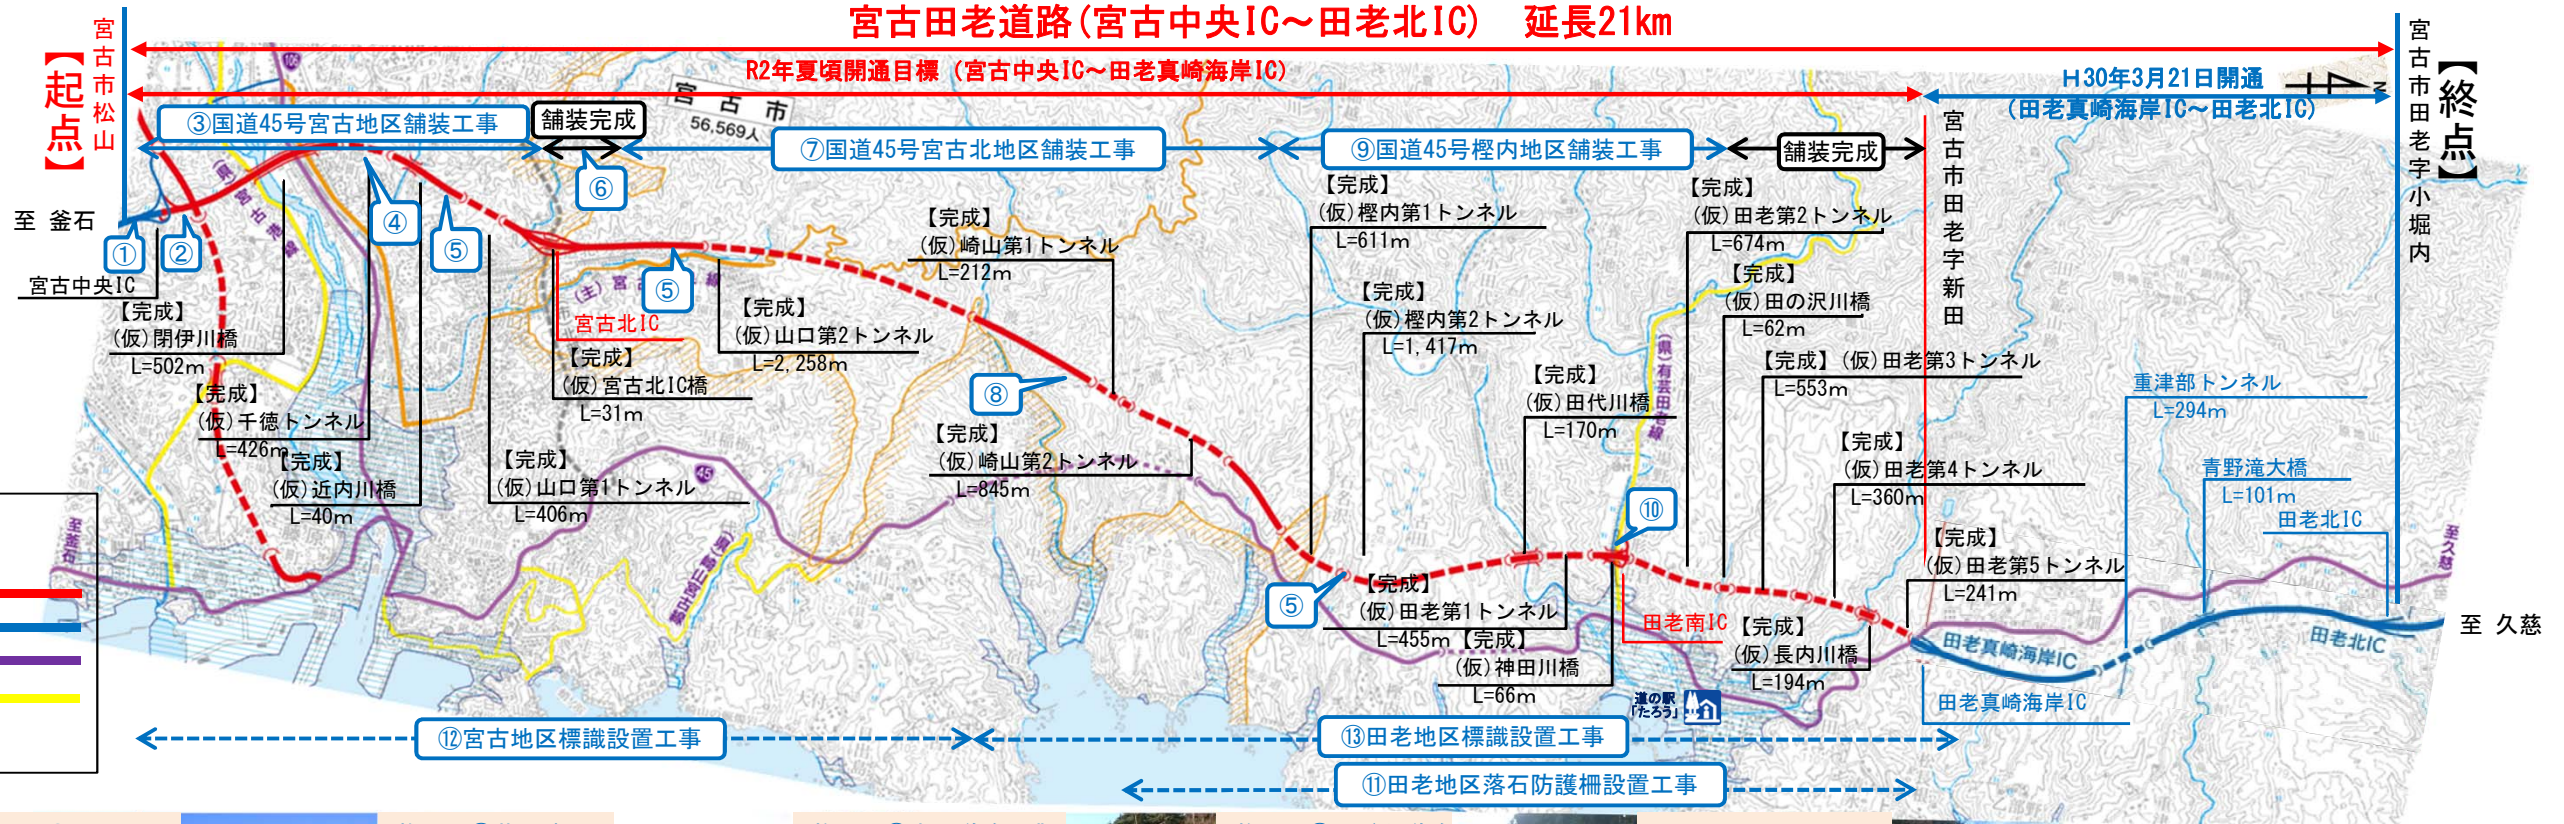 宮古田老道路(宮古中央IC～田老北IC)　延長21km
R2年夏頃開通目標（宮古中央IC～田老真崎海岸IC）
H30年3月21日開通
(田老真崎海岸IC～田老北IC)
【起点】
宮古市松山
【終点】
宮古市田老字小堀内
N
106
宮古市
56,569人
③国道45号宮古地区舗装工事
舗装完成
⑦国道45号宮古北地区舗装工事
⑨国道45号樫内地区舗装工事
舗装完成
宮古市田老字新田
⑥
④
⑤
①
②
至 釜石
宮古中央IC
【完成】
(仮)閉伊川橋
L=502m
【完成】
(仮)千徳トンネル
L=426m
【完成】
(仮)近内川橋
L=40m
【完成】
(仮)山口第1トンネル
L=406m
宮古北IC
【完成】
(仮)宮古北IC橋
L=31m
⑤
【完成】
(仮)山口第2トンネル
L=2,258m
【完成】
(仮)崎山第1トンネル
L=212m
⑧
【完成】
(仮)崎山第2トンネル
L=845m
【完成】
(仮)樫内第1トンネル
L=611m
【完成】
(仮)樫内第2トンネル
L=1,417m
【完成】
(仮)田代川橋
L=170m
⑤
【完成】
(仮)田老第1トンネル
L=455m
【完成】
(仮)神田川橋
L=66m
⑩
田老南IC
【完成】
(仮)田老第2トンネル
L=674m
【完成】
(仮)田の沢川橋
L=62m
【完成】(仮)田老第3トンネル
L=553m
【完成】
(仮)田老第4トンネル
L=360m
【完成】
(仮)長内川橋
L=194m
【完成】
(仮)田老第5トンネル
L=241m
田老真崎海岸IC
田老真崎海岸IC
重津部トンネル
L=294m
青野滝大橋
L=101m
田老北IC
田老北IC
至 久慈
至久慈
至釜石
45
(県)有芸田老線
道の駅
「たろう」
⑫宮古地区標識設置工事
⑬田老地区標識設置工事
⑪田老地区落石防護柵設置工事